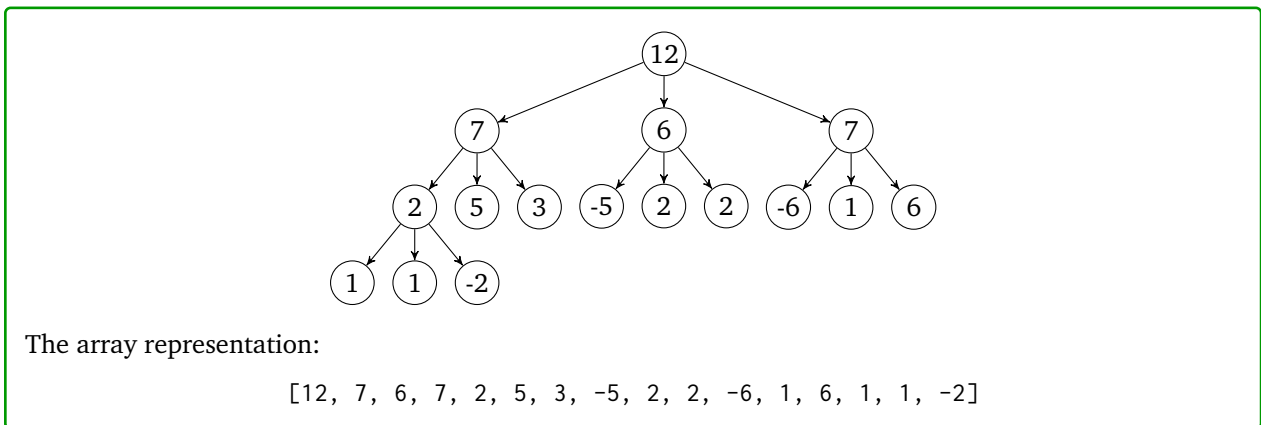 12
7 6 7
2 5 3 -5 2 2 -6 1 6
1 1 -2
The array representation:
[12, 7, 6, 7, 2, 5, 3, -5, 2, 2, -6, 1, 6, 1, 1, -2]